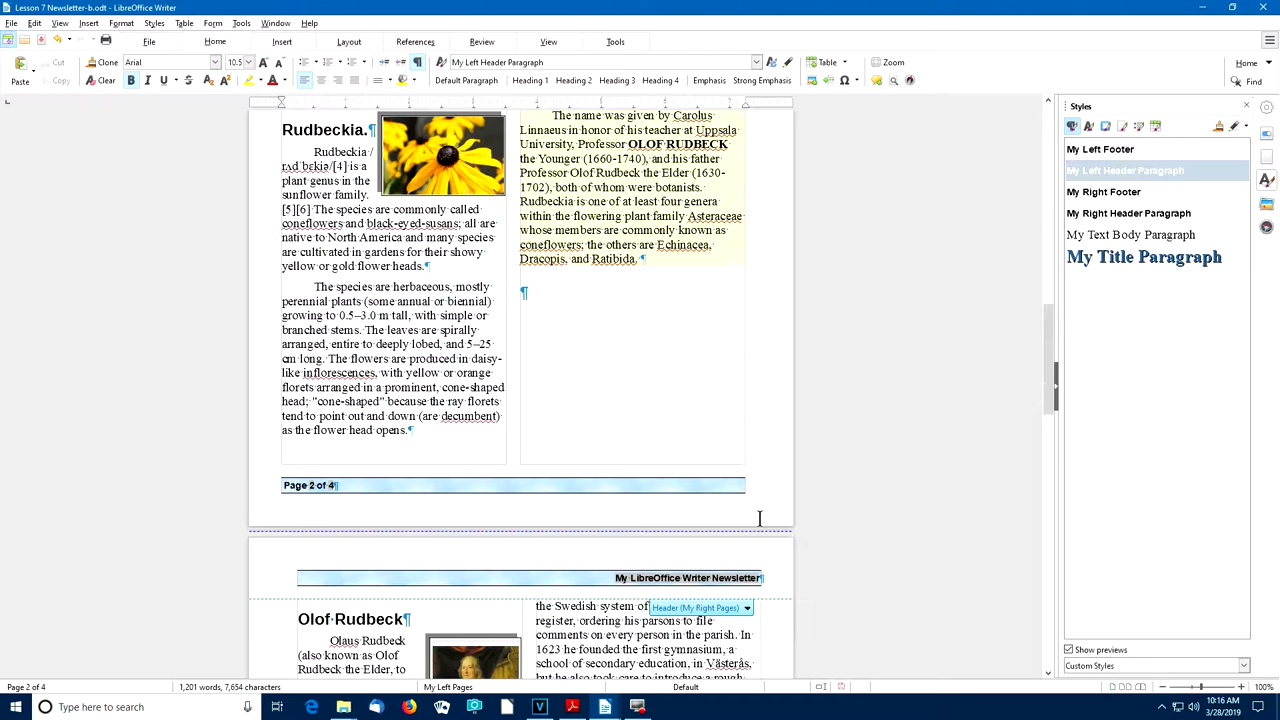 Lesson 7 Newsletter-b.odt - LibreOffice Writer
File Edit View Insert Format Styles Table Form Tools Window Help
File Home Insert Layout References Review View Tools
Paste Cut Clone Arial 10.5 My Left Header Paragraph Table Zoom Home
Copy Clear Default Paragraph Heading 1 Heading 2 Heading 3 Heading 4 Emphasis Strong Emphasis Find
Rudbeckia.¶
Rudbeckia /
rʌdˈbɛkiə/[4] is a
plant genus in the
sunflower family.
[5][6] The species are commonly called
coneflowers and black-eyed-susans; all are
native to North America and many species
are cultivated in gardens for their showy
yellow or gold flower heads.¶
The species are herbaceous, mostly
perennial plants (some annual or biennial)
growing to 0.5–3.0 m tall, with simple or
branched stems. The leaves are spirally
arranged, entire to deeply lobed, and 5–25
cm long. The flowers are produced in daisy-
like inflorescences, with yellow or orange
florets arranged in a prominent, cone-shaped
head; "cone-shaped" because the ray florets
tend to point out and down (are decumbent)
as the flower head opens.¶
The name was given by Carolus
Linnaeus in honor of his teacher at Uppsala
University, Professor OLOF RUDBECK
the Younger (1660-1740), and his father
Professor Olof Rudbeck the Elder (1630-
1702), both of whom were botanists.
Rudbeckia is one of at least four genera
within the flowering plant family Asteraceae
whose members are commonly known as
coneflowers; the others are Echinacea,
Dracopis, and Ratibida. ¶
¶
Page 2 of 4¶
My LibreOffice Writer Newsletter¶
Header (My Right Pages)
Olof Rudbeck¶
Olaus Rudbeck
(also known as Olof
Rudbeck the Elder, to
the Swedish system of
register, ordering his parsons to file
comments on every person in the parish. In
1623 he founded the first gymnasium, a
school of secondary education, in Västerås,
but he also took care to introduce a rough
Styles
My Left Footer
My Left Header Paragraph
My Right Footer
My Right Header Paragraph
My Text Body Paragraph
My Title Paragraph
Show previews
Custom Styles
Page 2 of 4 1,201 words, 7,654 characters My Left Pages Default 100%
Type here to search
10:16 AM
3/28/2019